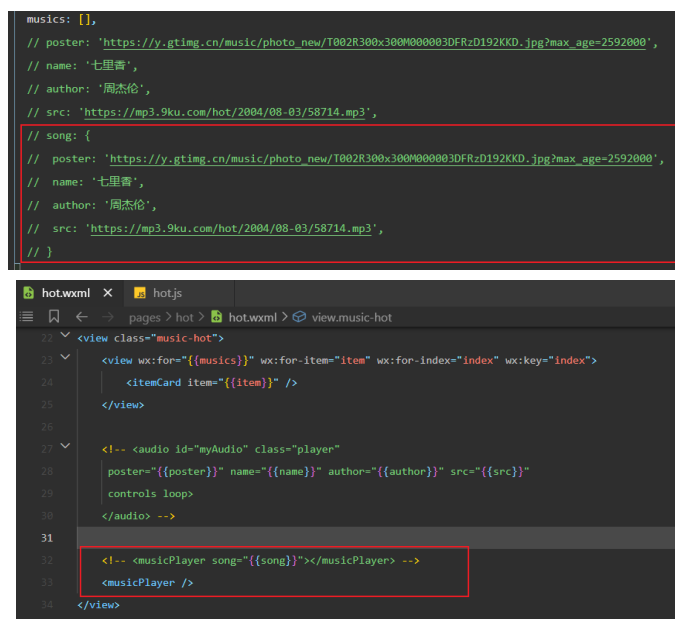 musics: [],
// poster: 'https://y.gtimg.cn/music/photo_new/T002R300x300M000003DFRzD192KKD.jpg?max_age=2592000',
// name: '七里香',
// author: '周杰伦',
// src: 'https://mp3.9ku.com/hot/2004/08-03/58714.mp3',
// song: {
//  poster: 'https://y.gtimg.cn/music/photo_new/T002R300x300M000003DFRzD192KKD.jpg?max_age=2592000',
//  name: '七里香',
//  author: '周杰伦',
//  src: 'https://mp3.9ku.com/hot/2004/08-03/58714.mp3',
// }
hot.wxml JS hot.js
pages > hot > hot.wxml > view.music-hot
22 <view class="music-hot">
23 <view wx:for="{{musics}}" wx:for-item="item" wx:for-index="index" wx:key="index">
24 <itemCard item="{{item}}" />
25 </view>
26
27 <!-- <audio id="myAudio" class="player"
28 poster="{{poster}}" name="{{name}}" author="{{author}}" src="{{src}}"
29 controls loop>
30 </audio> -->
31
32 <!-- <musicPlayer song="{{song}}"></musicPlayer> -->
33 <musicPlayer />
34 </view>